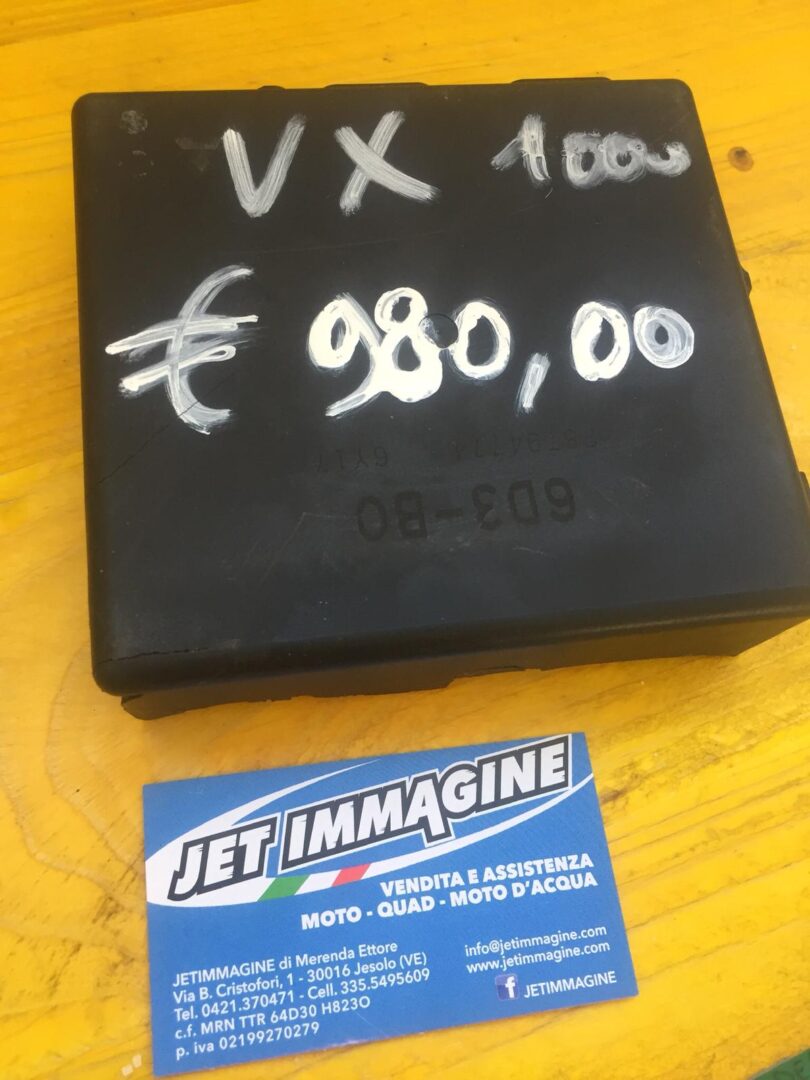 VX 1000
€ 980,00
6Y17
6D3-B0
JET IMMAGINE
VENDITA E ASSISTENZA
MOTO - QUAD - MOTO D'ACQUA
JETIMMAGINE di Merenda Ettore
Via B. Cristofori, 1 - 30016 Jesolo (VE)
Tel. 0421.370471 - Cell. 335.5495609
c.f. MRN TTR 64D30 H823O
p. iva 02199270279
info@jetimmagine.com
www.jetimmagine.com
f JETIMMAGINE